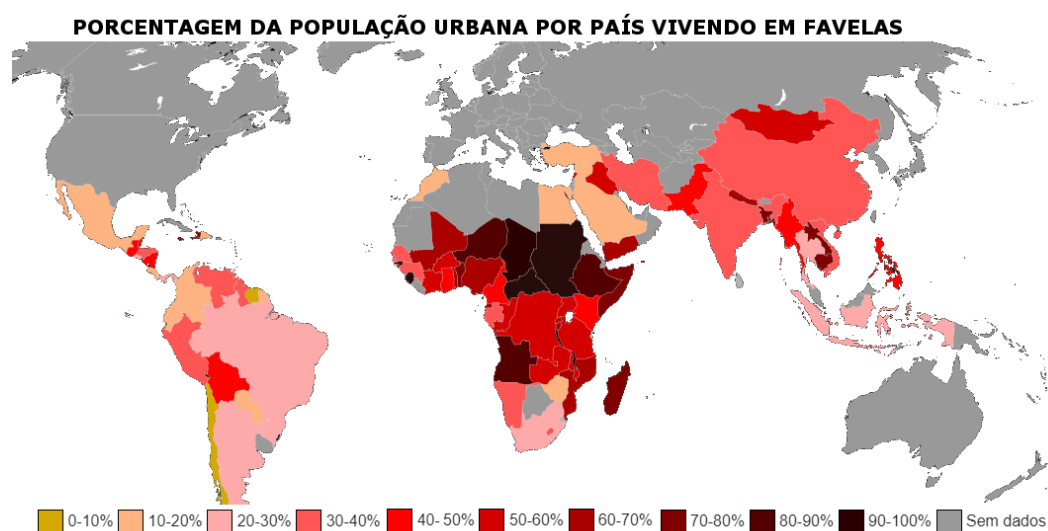 PORCENTAGEM DA POPULAÇÃO URBANA POR PAÍS VIVENDO EM FAVELAS
0-10% 10-20% 20-30% 30-40% 40- 50% 50-60% 60-70% 70-80% 80-90% 90-100% Sem dados